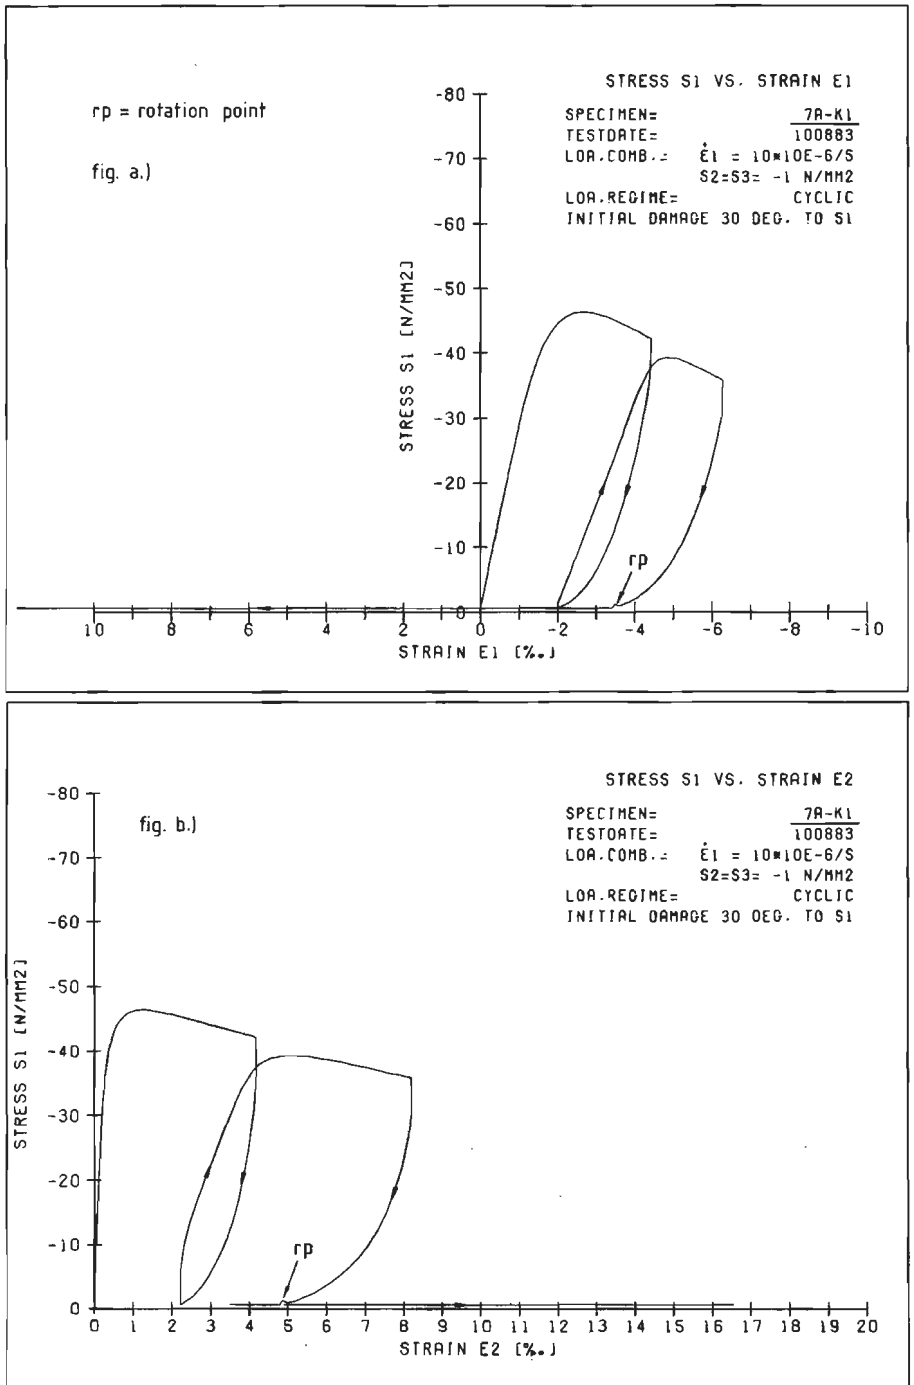 rp = rotation point
fig. a.)
STRESS S1 VS. STRAIN E1
SPECIMEN= 7A-K1
TESTDATE= 100883
LOA.COMB.= Ė1 = 10*10E-6/S
S2=S3= -1 N/MM2
LOA.REGIME= CYCLIC
INITIAL DAMAGE 30 DEG. TO S1
STRESS S1 [N/MM2]
-80
-70
-60
-50
-40
-30
-20
-10
0
rp
10 8 6 4 2 0 -2 -4 -6 -8 -10
STRAIN E1 [%.]
fig. b.)
STRESS S1 VS. STRAIN E2
SPECIMEN= 7A-K1
TESTDATE= 100883
LOA.COMB.= Ė1 = 10*10E-6/S
S2=S3= -1 N/MM2
LOA.REGIME= CYCLIC
INITIAL DAMAGE 30 DEG. TO S1
STRESS S1 [N/MM2]
-80
-70
-60
-50
-40
-30
-20
-10
0
rp
0 1 2 3 4 5 6 7 8 9 10 11 12 13 14 15 16 17 18 19 20
STRAIN E2 [%.]